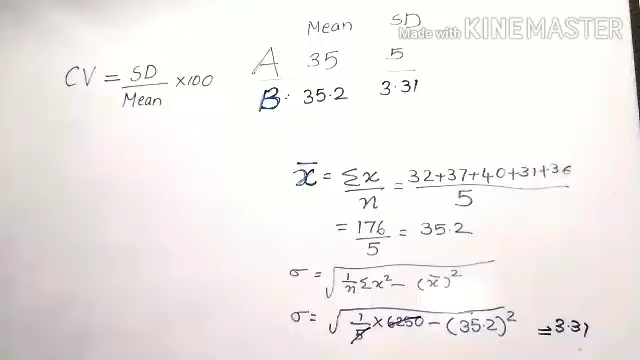 Mean SD
Made with KINEMASTER
A 35 5
CV = SD/Mean ×100
B· 35·2 3·31
x̄ = Σx/n = 32+37+40+31+36/5
= 176/5 = 35·2
σ = √1/n Σx² − (x̄)²
σ = √1/5 × 6250 − (35·2)² = 3·31